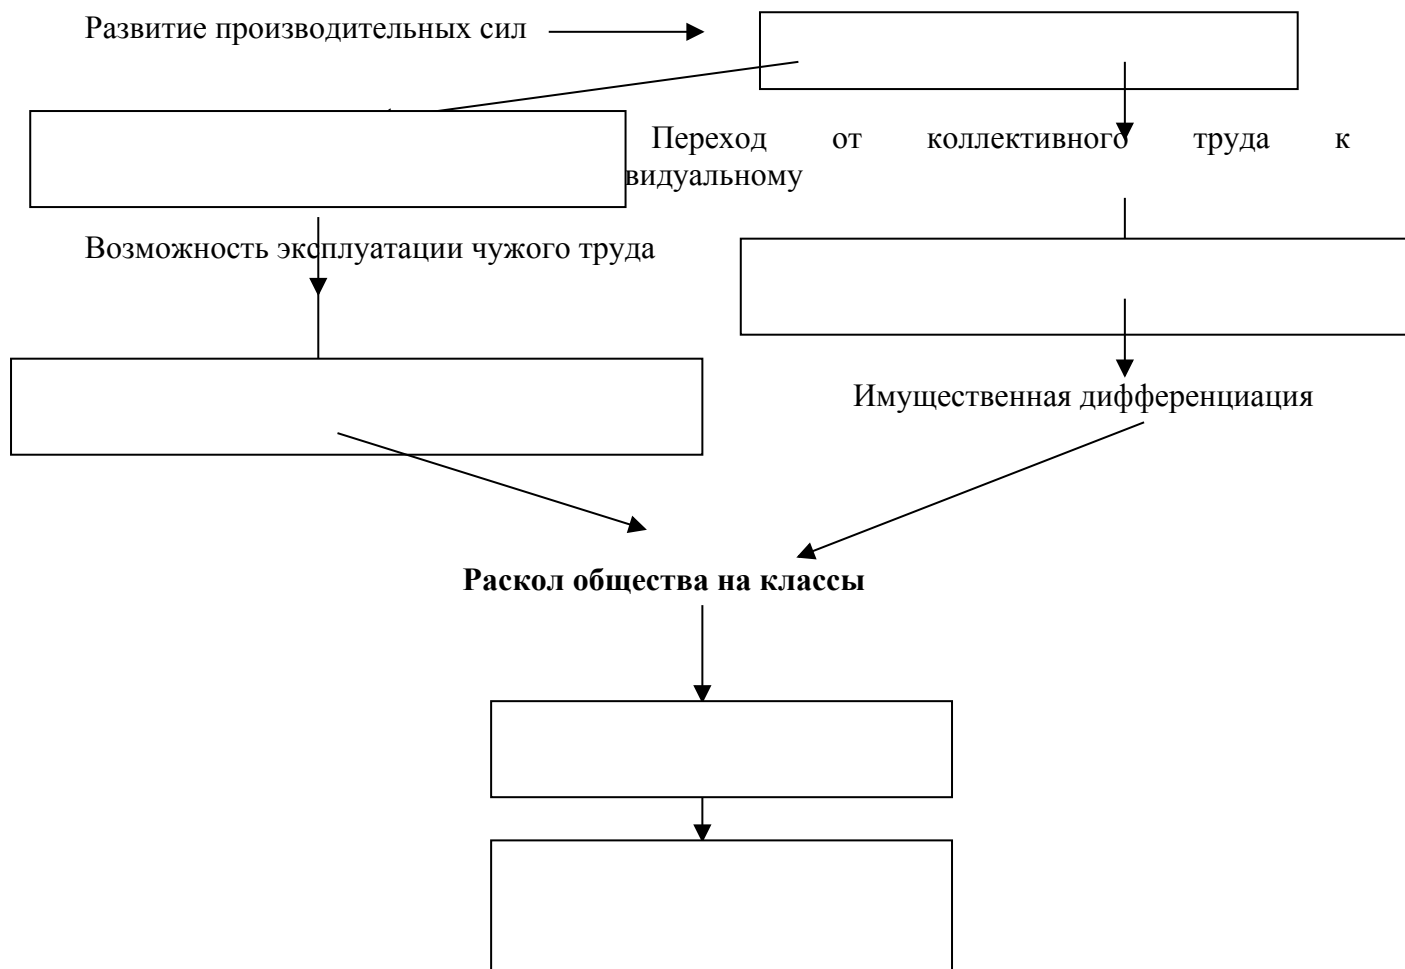 Развитие производительных сил
Переход от коллективного труда к
видуальному
Возможность эксплуатации чужого труда
Имущественная дифференциация
Раскол общества на классы